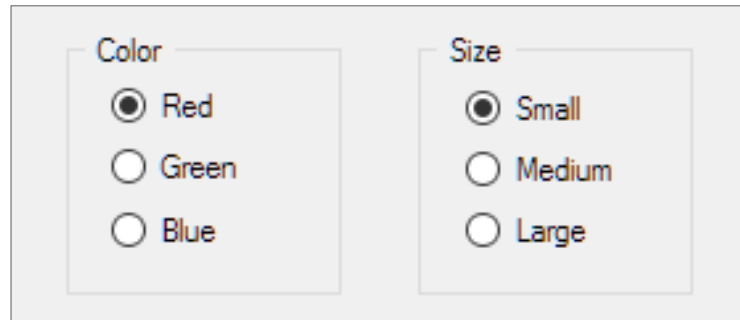 Color
Red
Green
Blue
Size
Small
Medium
Large